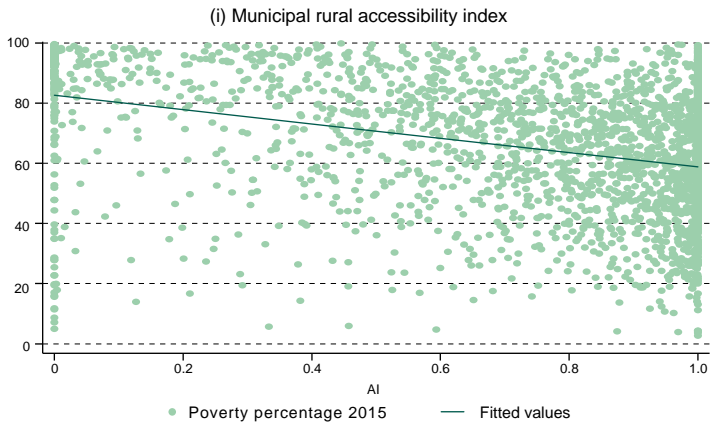 (i) Municipal rural accessibility index
100
80
60
40
20
0
0 0.2 0.4 0.6 0.8 1.0
AI
Poverty percentage 2015 Fitted values